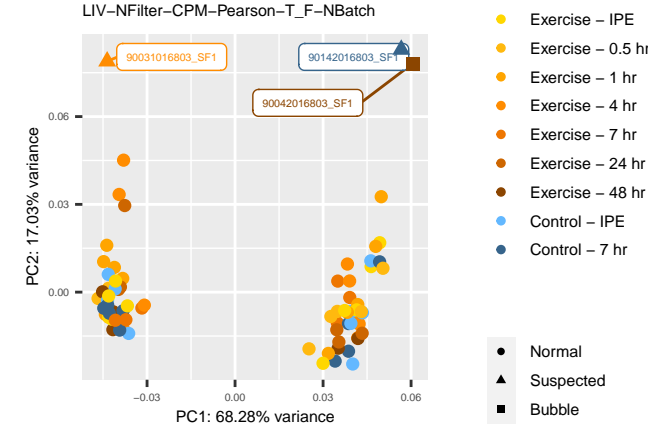 LIV−NFilter−CPM−Pearson−T_F−NBatch
90031016803_SF1
90142016803_SF1
90042016803_SF1
0.06
0.03
0.00
PC2: 17.03% variance
−0.03
0.00
0.03
0.06
PC1: 68.28% variance
Exercise − IPE
Exercise − 0.5 hr
Exercise − 1 hr
Exercise − 4 hr
Exercise − 7 hr
Exercise − 24 hr
Exercise − 48 hr
Control − IPE
Control − 7 hr
Normal
Suspected
Bubble